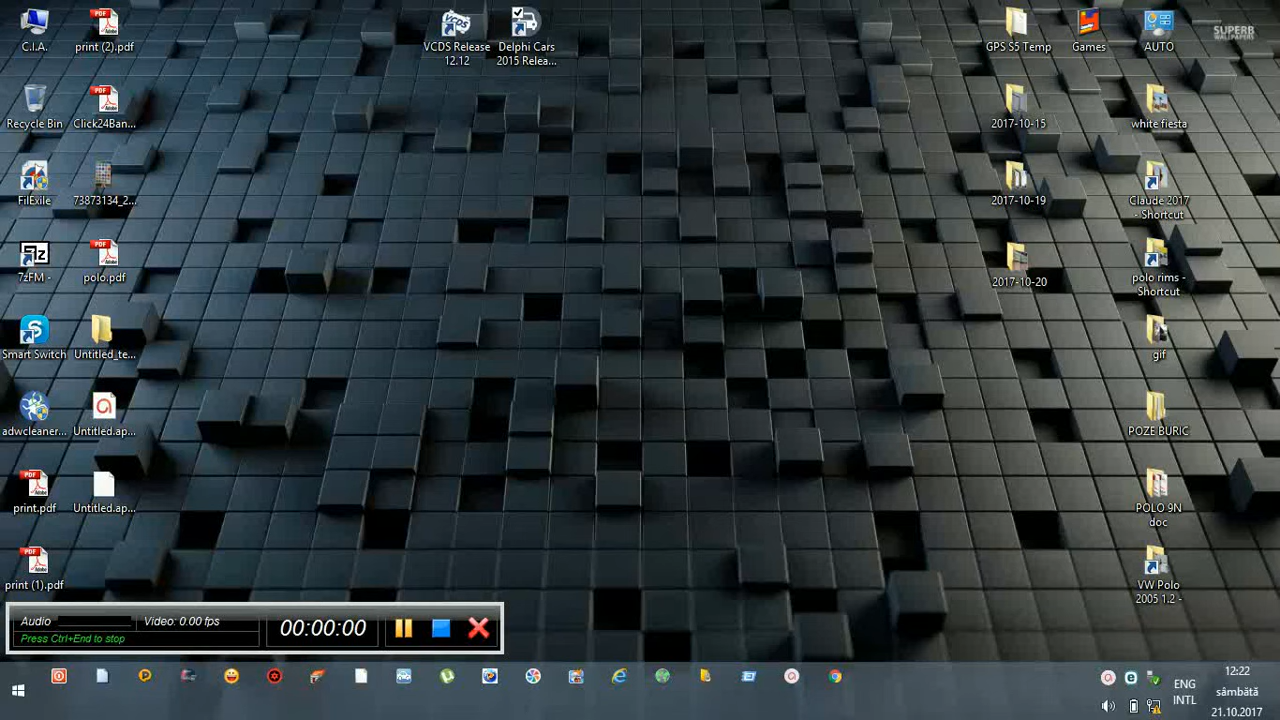 C.I.A.
print (2).pdf
VCDS
VCDS Release
12.12
Delphi Cars
2015 Relea...
GPS S5 Temp
Games
AUTO
SUPERB
WALLPAPERS
Recycle Bin
Click24Ban...
2017-10-15
white fiesta
FilExile
73873134_2...
2017-10-19
Claude 2017
- Shortcut
7zFM -
polo.pdf
2017-10-20
polo rims -
Shortcut
Smart Switch
Untitled_te...
gif
adwcleaner...
Untitled.ap...
POZE BURIC
print.pdf
Untitled.ap...
POLO 9N
doc
print (1).pdf
VW Polo
2005 1.2 -
Audio
Video: 0.00 fps
00:00:00
Press Ctrl+End to stop
12:22
ENG
INTL
sâmbătă
21.10.2017